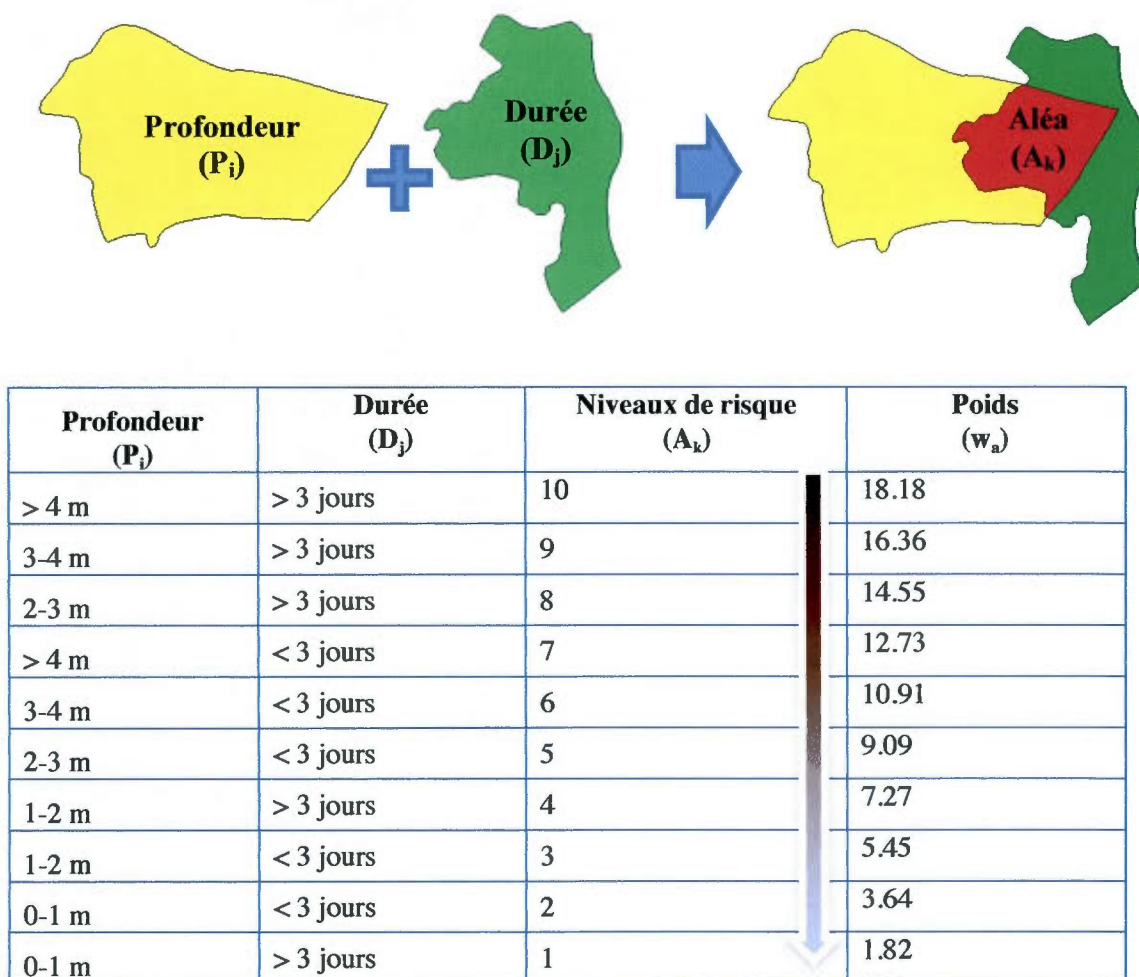 Profondeur
(Pᵢ)
Durée
(Dⱼ)
Aléa
(Aₖ)
Profondeur (Pᵢ) Durée (Dⱼ) Niveaux de risque (Aₖ) Poids (wₐ)
> 4 m > 3 jours 10 18.18
3-4 m > 3 jours 9 16.36
2-3 m > 3 jours 8 14.55
> 4 m < 3 jours 7 12.73
3-4 m < 3 jours 6 10.91
2-3 m < 3 jours 5 9.09
1-2 m > 3 jours 4 7.27
1-2 m < 3 jours 3 5.45
0-1 m < 3 jours 2 3.64
0-1 m > 3 jours 1 1.82